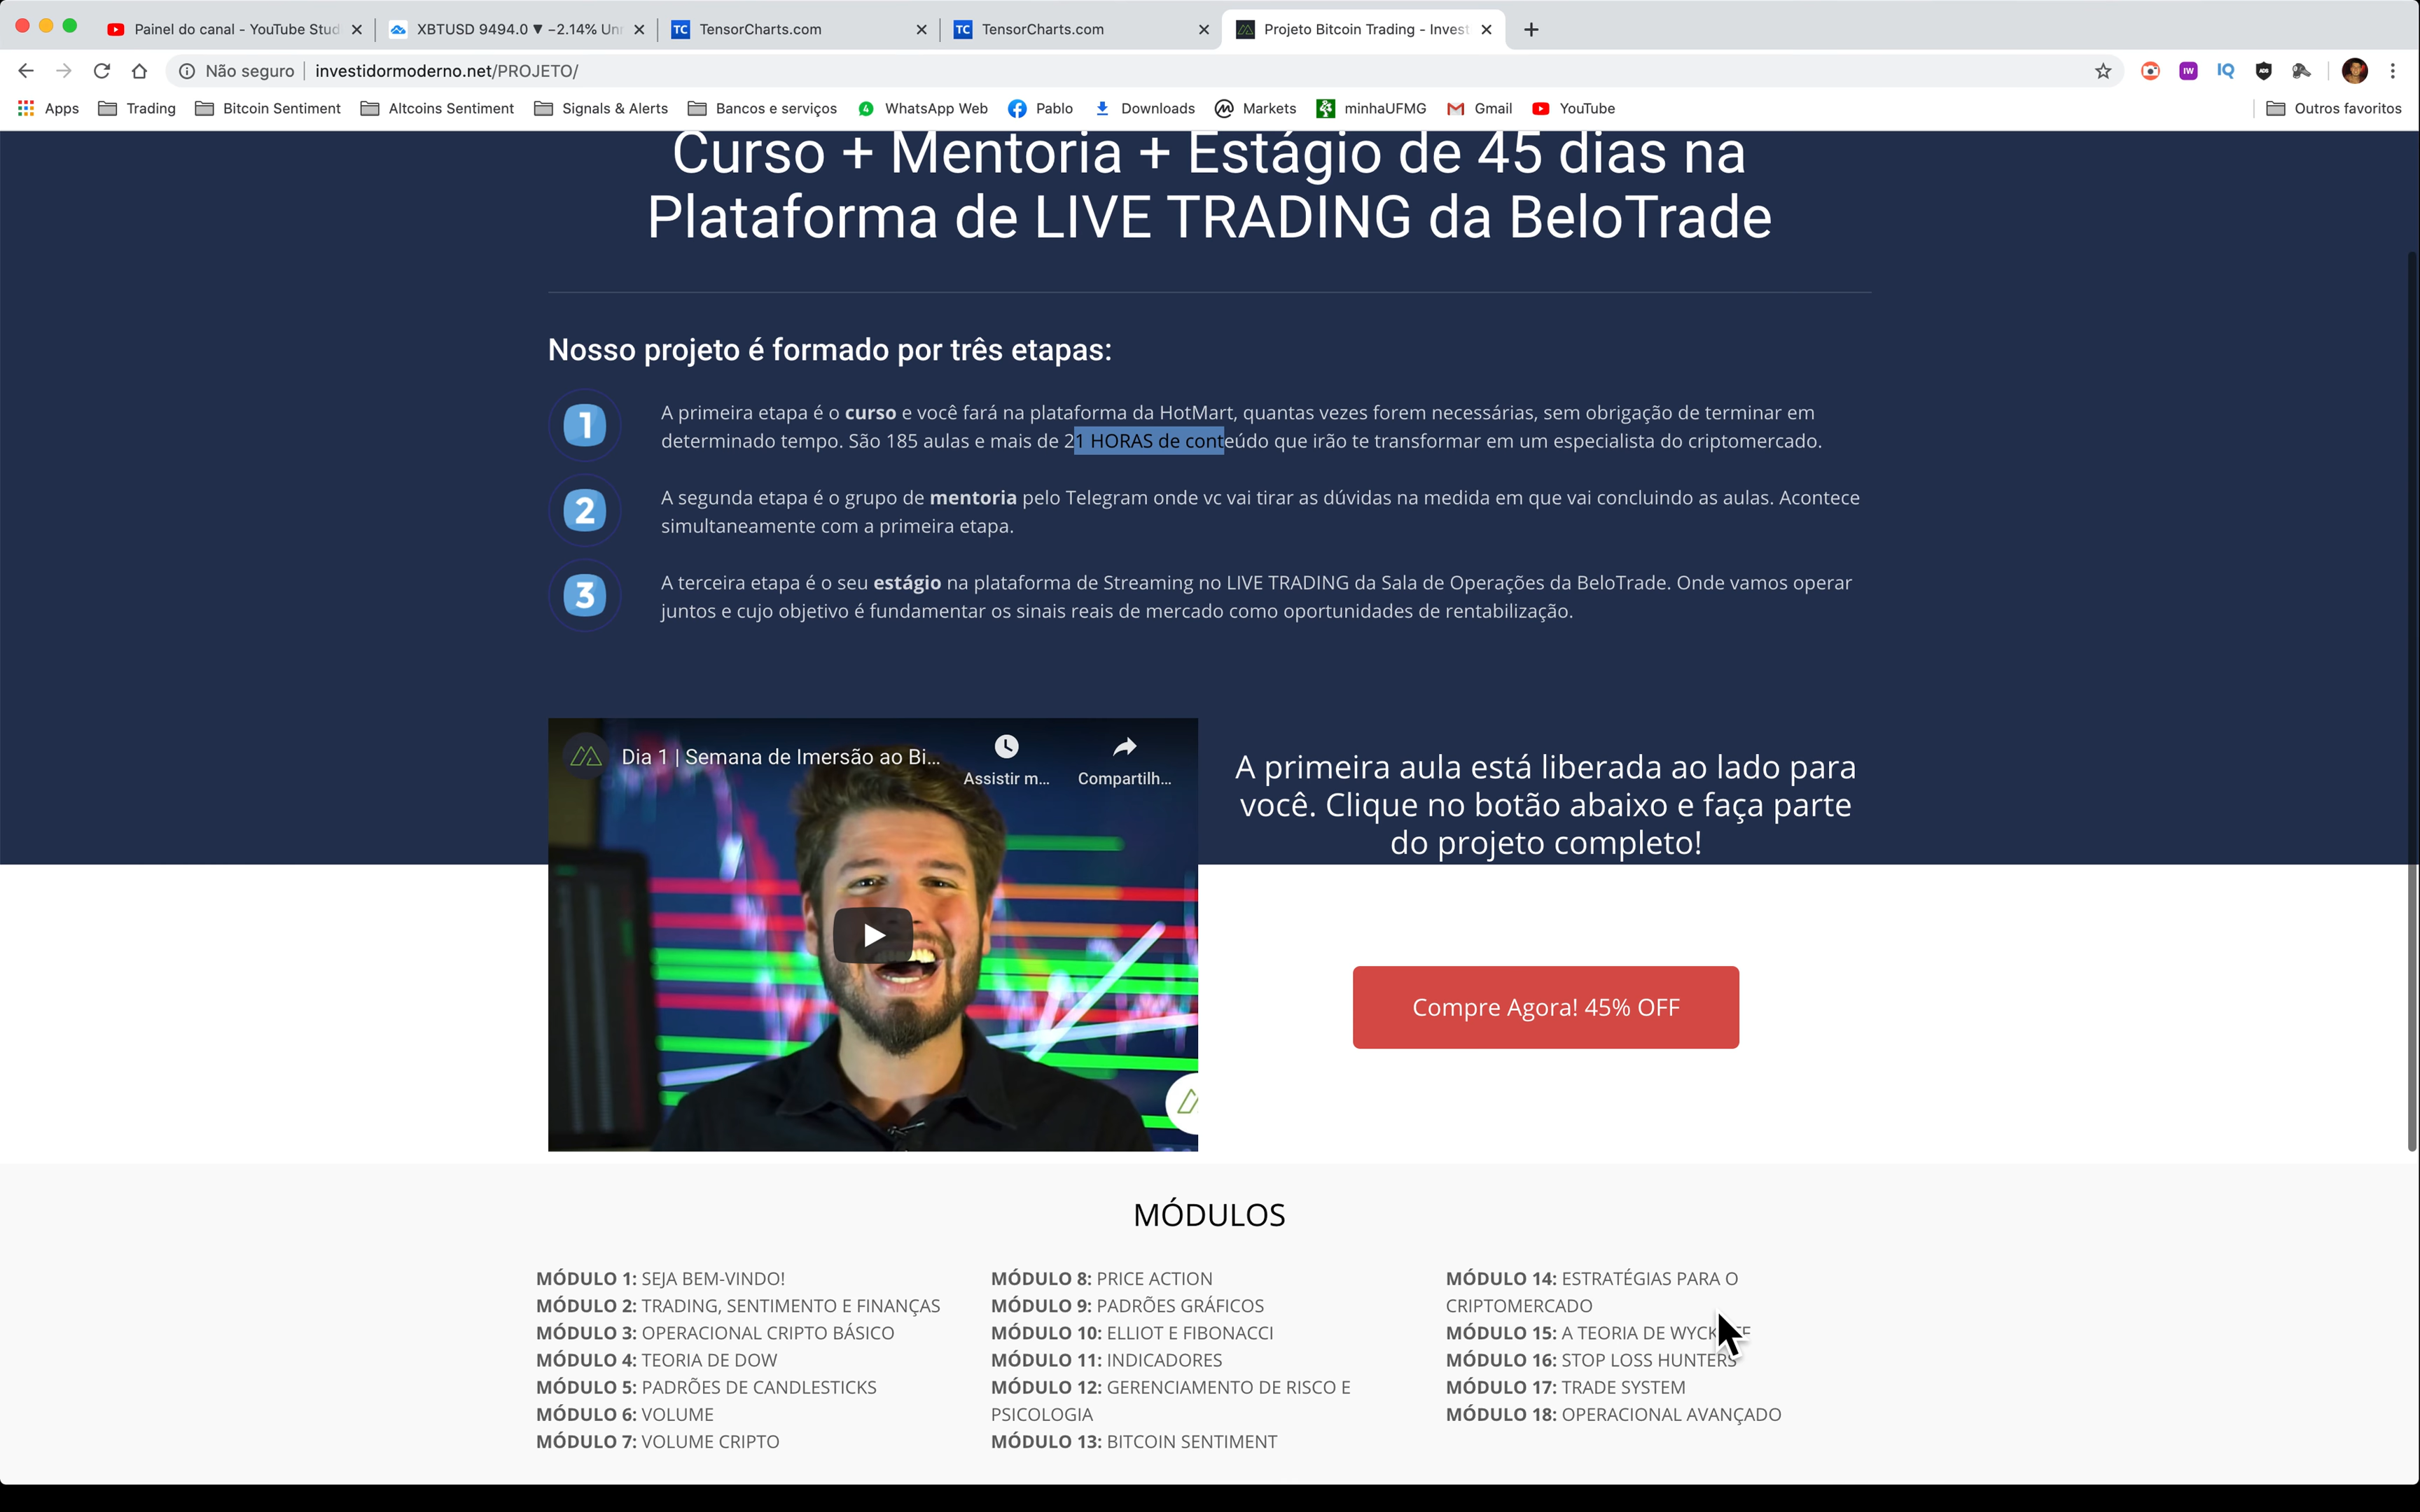 Painel do canal - YouTube Stud
XBTUSD 9494.0 ▼ −2.14% Un
TC TensorCharts.com
TC TensorCharts.com
Projeto Bitcoin Trading - Invest
Não seguro investidormoderno.net/PROJETO/
IW IQ ADS
Apps Trading Bitcoin Sentiment Altcoins Sentiment Signals & Alerts Bancos e serviços 4 WhatsApp Web Pablo Downloads Markets minhaUFMG Gmail YouTube Outros favoritos
Curso + Mentoria + Estágio de 45 dias na
Plataforma de LIVE TRADING da BeloTrade
Nosso projeto é formado por três etapas:
1
A primeira etapa é o curso e você fará na plataforma da HotMart, quantas vezes forem necessárias, sem obrigação de terminar em
determinado tempo. São 185 aulas e mais de 21 HORAS de conteúdo que irão te transformar em um especialista do criptomercado.
2
A segunda etapa é o grupo de mentoria pelo Telegram onde vc vai tirar as dúvidas na medida em que vai concluindo as aulas. Acontece
simultaneamente com a primeira etapa.
3
A terceira etapa é o seu estágio na plataforma de Streaming no LIVE TRADING da Sala de Operações da BeloTrade. Onde vamos operar
juntos e cujo objetivo é fundamentar os sinais reais de mercado como oportunidades de rentabilização.
Dia 1 | Semana de Imersão ao Bi...
Assistir m...
Compartilh...
A primeira aula está liberada ao lado para
você. Clique no botão abaixo e faça parte
do projeto completo!
Compre Agora! 45% OFF
MÓDULOS
MÓDULO 1: SEJA BEM-VINDO!
MÓDULO 2: TRADING, SENTIMENTO E FINANÇAS
MÓDULO 3: OPERACIONAL CRIPTO BÁSICO
MÓDULO 4: TEORIA DE DOW
MÓDULO 5: PADRÕES DE CANDLESTICKS
MÓDULO 6: VOLUME
MÓDULO 7: VOLUME CRIPTO
MÓDULO 8: PRICE ACTION
MÓDULO 9: PADRÕES GRÁFICOS
MÓDULO 10: ELLIOT E FIBONACCI
MÓDULO 11: INDICADORES
MÓDULO 12: GERENCIAMENTO DE RISCO E
PSICOLOGIA
MÓDULO 13: BITCOIN SENTIMENT
MÓDULO 14: ESTRATÉGIAS PARA O
CRIPTOMERCADO
MÓDULO 15: A TEORIA DE
MÓDULO 16: STOP LOSS HUNTERS
MÓDULO 17: TRADE SYSTEM
MÓDULO 18: OPERACIONAL AVANÇADO